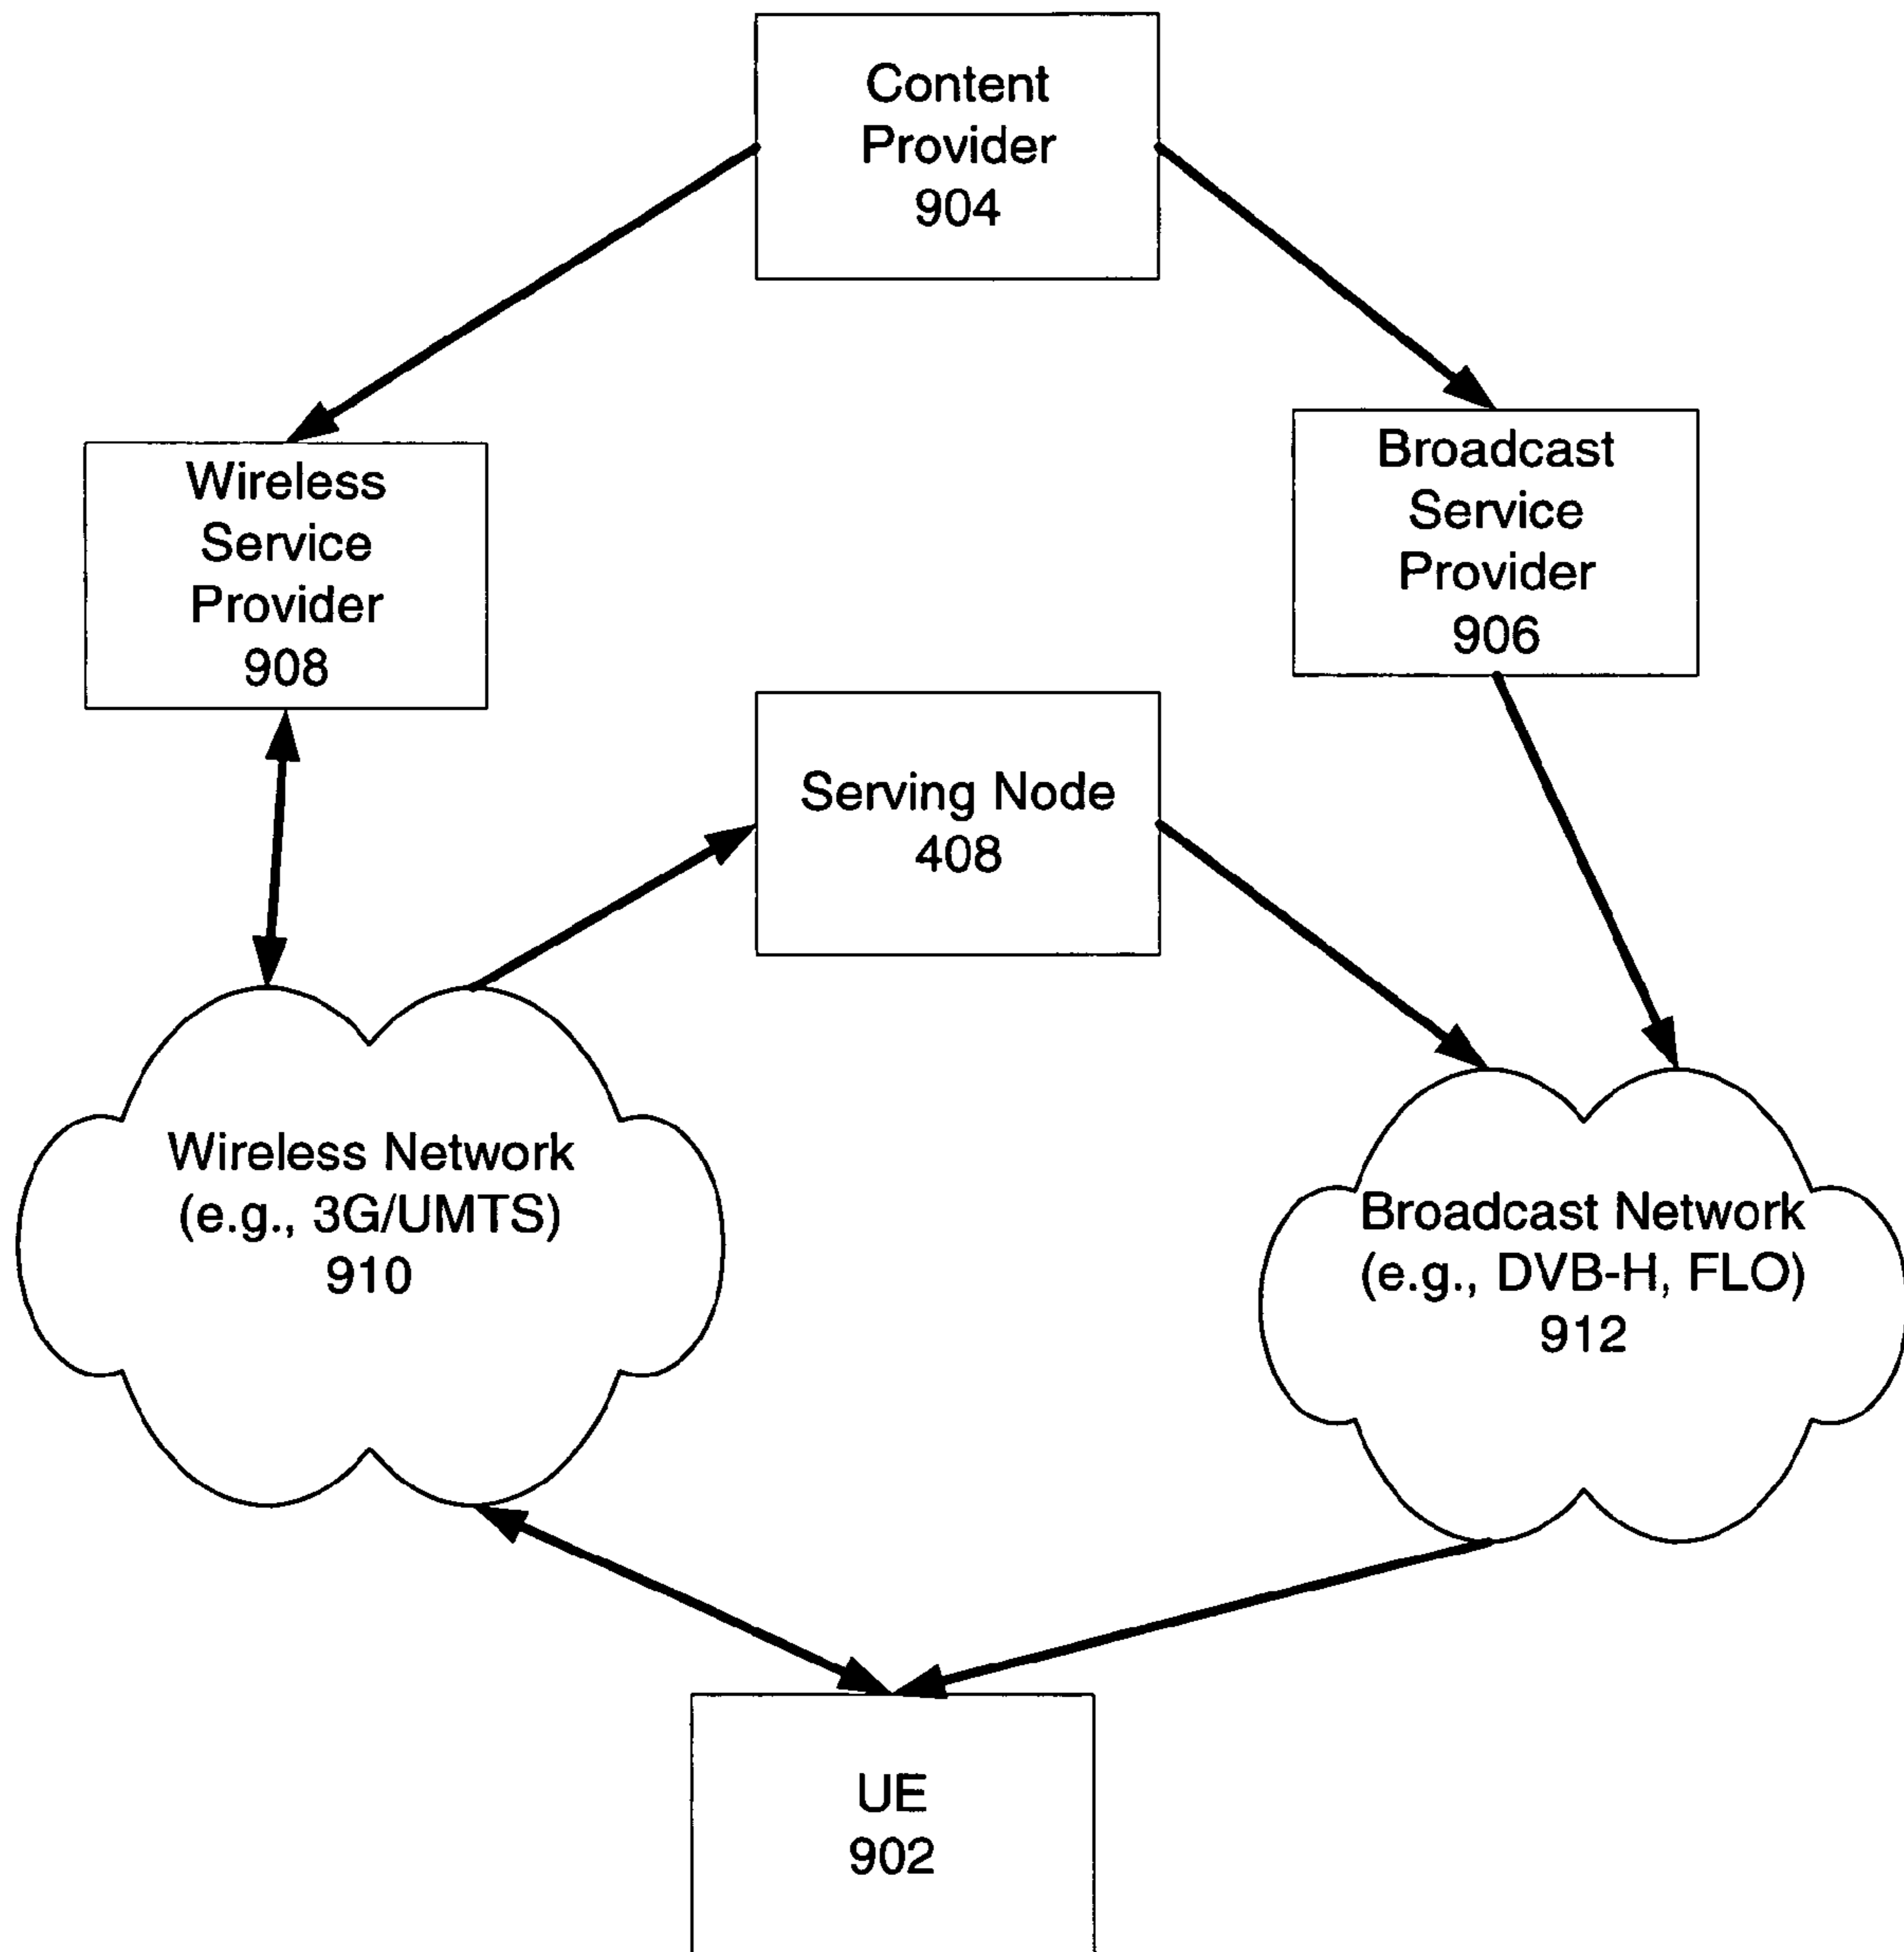 Content
Provider
904
Wireless
Service
Provider
908
Broadcast
Service
Provider
906
Serving Node
408
Wireless Network
(e.g., 3G/UMTS)
910
Broadcast Network
(e.g., DVB-H, FLO)
912
UE
902